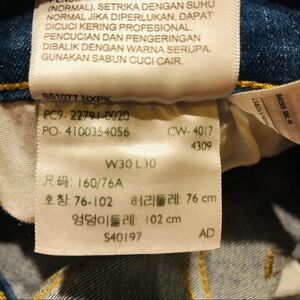 (NORMAL). SETRIKA DENGAN SUHU
NORMAL JIKA DIPERLUKAN. DAPAT
DICUCI KERING PROFESIONAL.
PENCUCIAN DAN PENGERINGAN
DIBALIK DENGAN WARNA SERUPA.
GUNAKAN SABUN CUCI CAIR.
S51077 NXPK
PC9- 22791-0020
PO- 4100354056 CW- 4017
4309
W30 L30
尺码: 160/76A
호칭 76-102 허리둘레: 76 cm
엉덩이둘레: 102 cm
S40197 AD